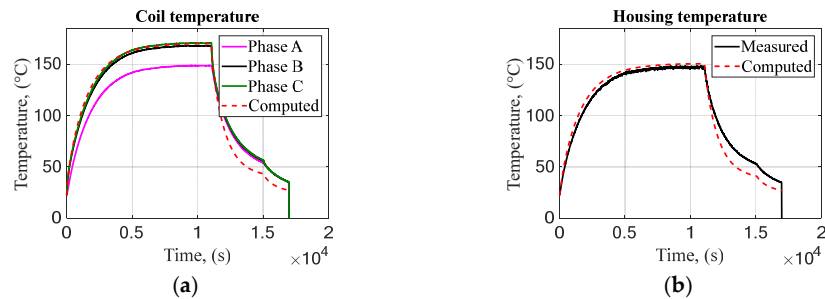 Coil temperature
Temperature, (°C)
150
100
50
0
Phase A
Phase B
Phase C
Computed
0 0.5 1 1.5 2
Time, (s)
×10^4
(a)
Housing temperature
Temperature, (°C)
150
100
50
0
Measured
Computed
0 0.5 1 1.5 2
Time, (s)
×10^4
(b)